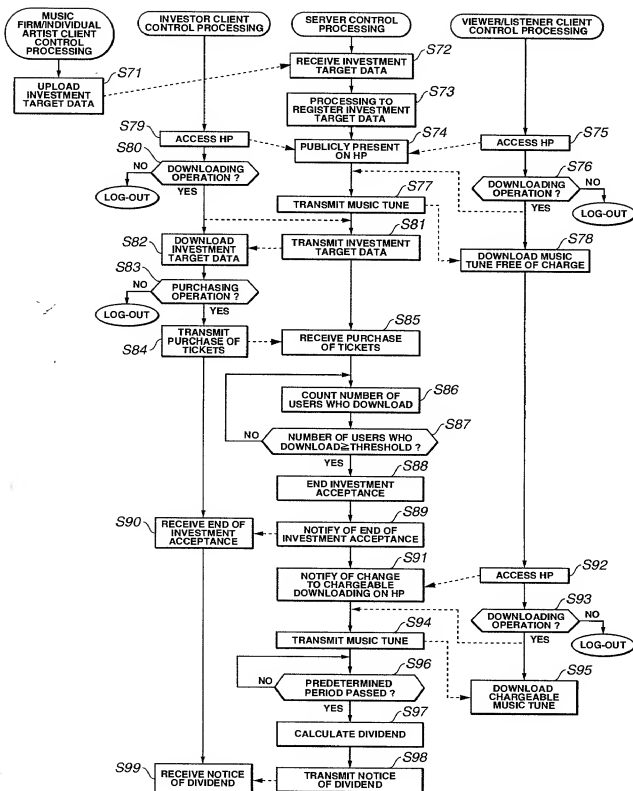 MUSIC
FIRM/INDIVIDUAL
ARTIST CLIENT
CONTROL
PROCESSING
INVESTOR CLIENT
CONTROL PROCESSING
SERVER CONTROL
PROCESSING
VIEWER/LISTENER CLIENT
CONTROL PROCESSING
S71
UPLOAD
INVESTMENT
TARGET DATA
S72
RECEIVE INVESTMENT
TARGET DATA
S73
PROCESSING TO
REGISTER INVESTMENT
TARGET DATA
S79
ACCESS HP
S74
PUBLICLY PRESENT
ON HP
S75
ACCESS HP
S80
DOWNLOADING
OPERATION ?
NO
YES
LOG-OUT
S76
DOWNLOADING
OPERATION ?
NO
YES
LOG-OUT
S77
TRANSMIT MUSIC TUNE
S78
DOWNLOAD MUSIC
TUNE FREE OF CHARGE
S81
TRANSMIT INVESTMENT
TARGET DATA
S82
DOWNLOAD
INVESTMENT
TARGET DATA
S83
PURCHASING
OPERATION ?
NO
YES
LOG-OUT
S84
TRANSMIT
PURCHASE OF
TICKETS
S85
RECEIVE PURCHASE
OF TICKETS
S86
COUNT NUMBER OF
USERS WHO DOWNLOAD
S87
NUMBER OF USERS WHO
DOWNLOAD≧THRESHOLD ?
NO
YES
S88
END INVESTMENT
ACCEPTANCE
S89
NOTIFY OF END OF
INVESTMENT ACCEPTANCE
S90
RECEIVE END OF
INVESTMENT
ACCEPTANCE
S91
NOTIFY OF CHANGE
TO CHARGEABLE
DOWNLOADING ON HP
S92
ACCESS HP
S93
DOWNLOADING
OPERATION ?
NO
YES
LOG-OUT
S94
TRANSMIT MUSIC TUNE
S95
DOWNLOAD
CHARGEABLE
MUSIC TUNE
S96
PREDETERMINED
PERIOD PASSED ?
NO
YES
S97
CALCULATE DIVIDEND
S98
TRANSMIT NOTICE
OF DIVIDEND
S99
RECEIVE NOTICE
OF DIVIDEND